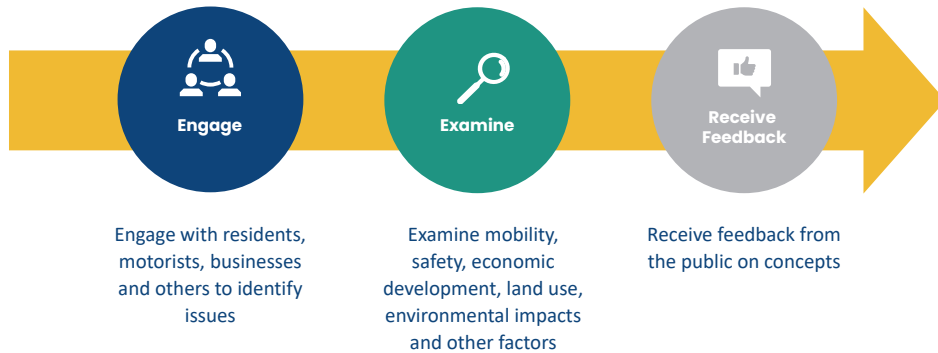 Engage
Examine
Receive
Feedback
Engage with residents,
motorists, businesses
and others to identify
issues
Examine mobility,
safety, economic
development, land use,
environmental impacts
and other factors
Receive feedback from
the public on concepts